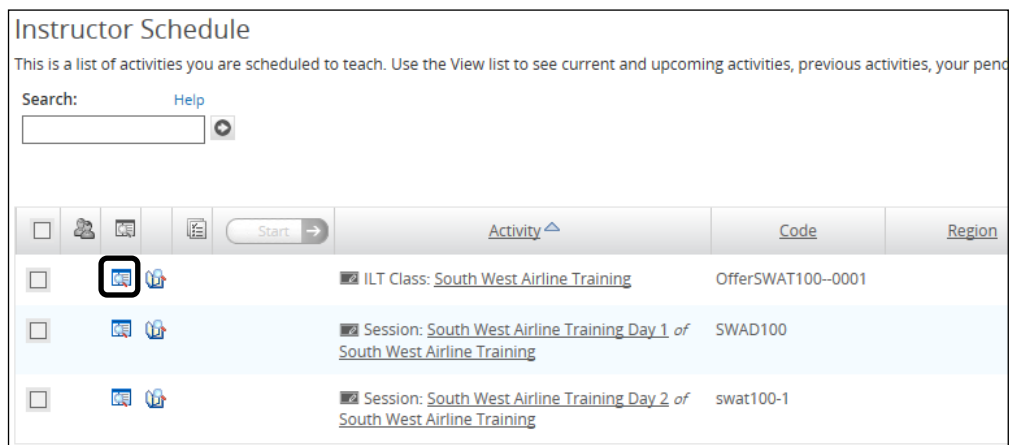 Instructor Schedule
This is a list of activities you are scheduled to teach. Use the View list to see current and upcoming activities, previous activities, your
Search: Help
Start Activity Code Region
ILT Class: South West Airline Training OfferSWAT100--0001
Session: South West Airline Training Day 1 of SWAD100
South West Airline Training
Session: South West Airline Training Day 2 of swat100-1
South West Airline Training